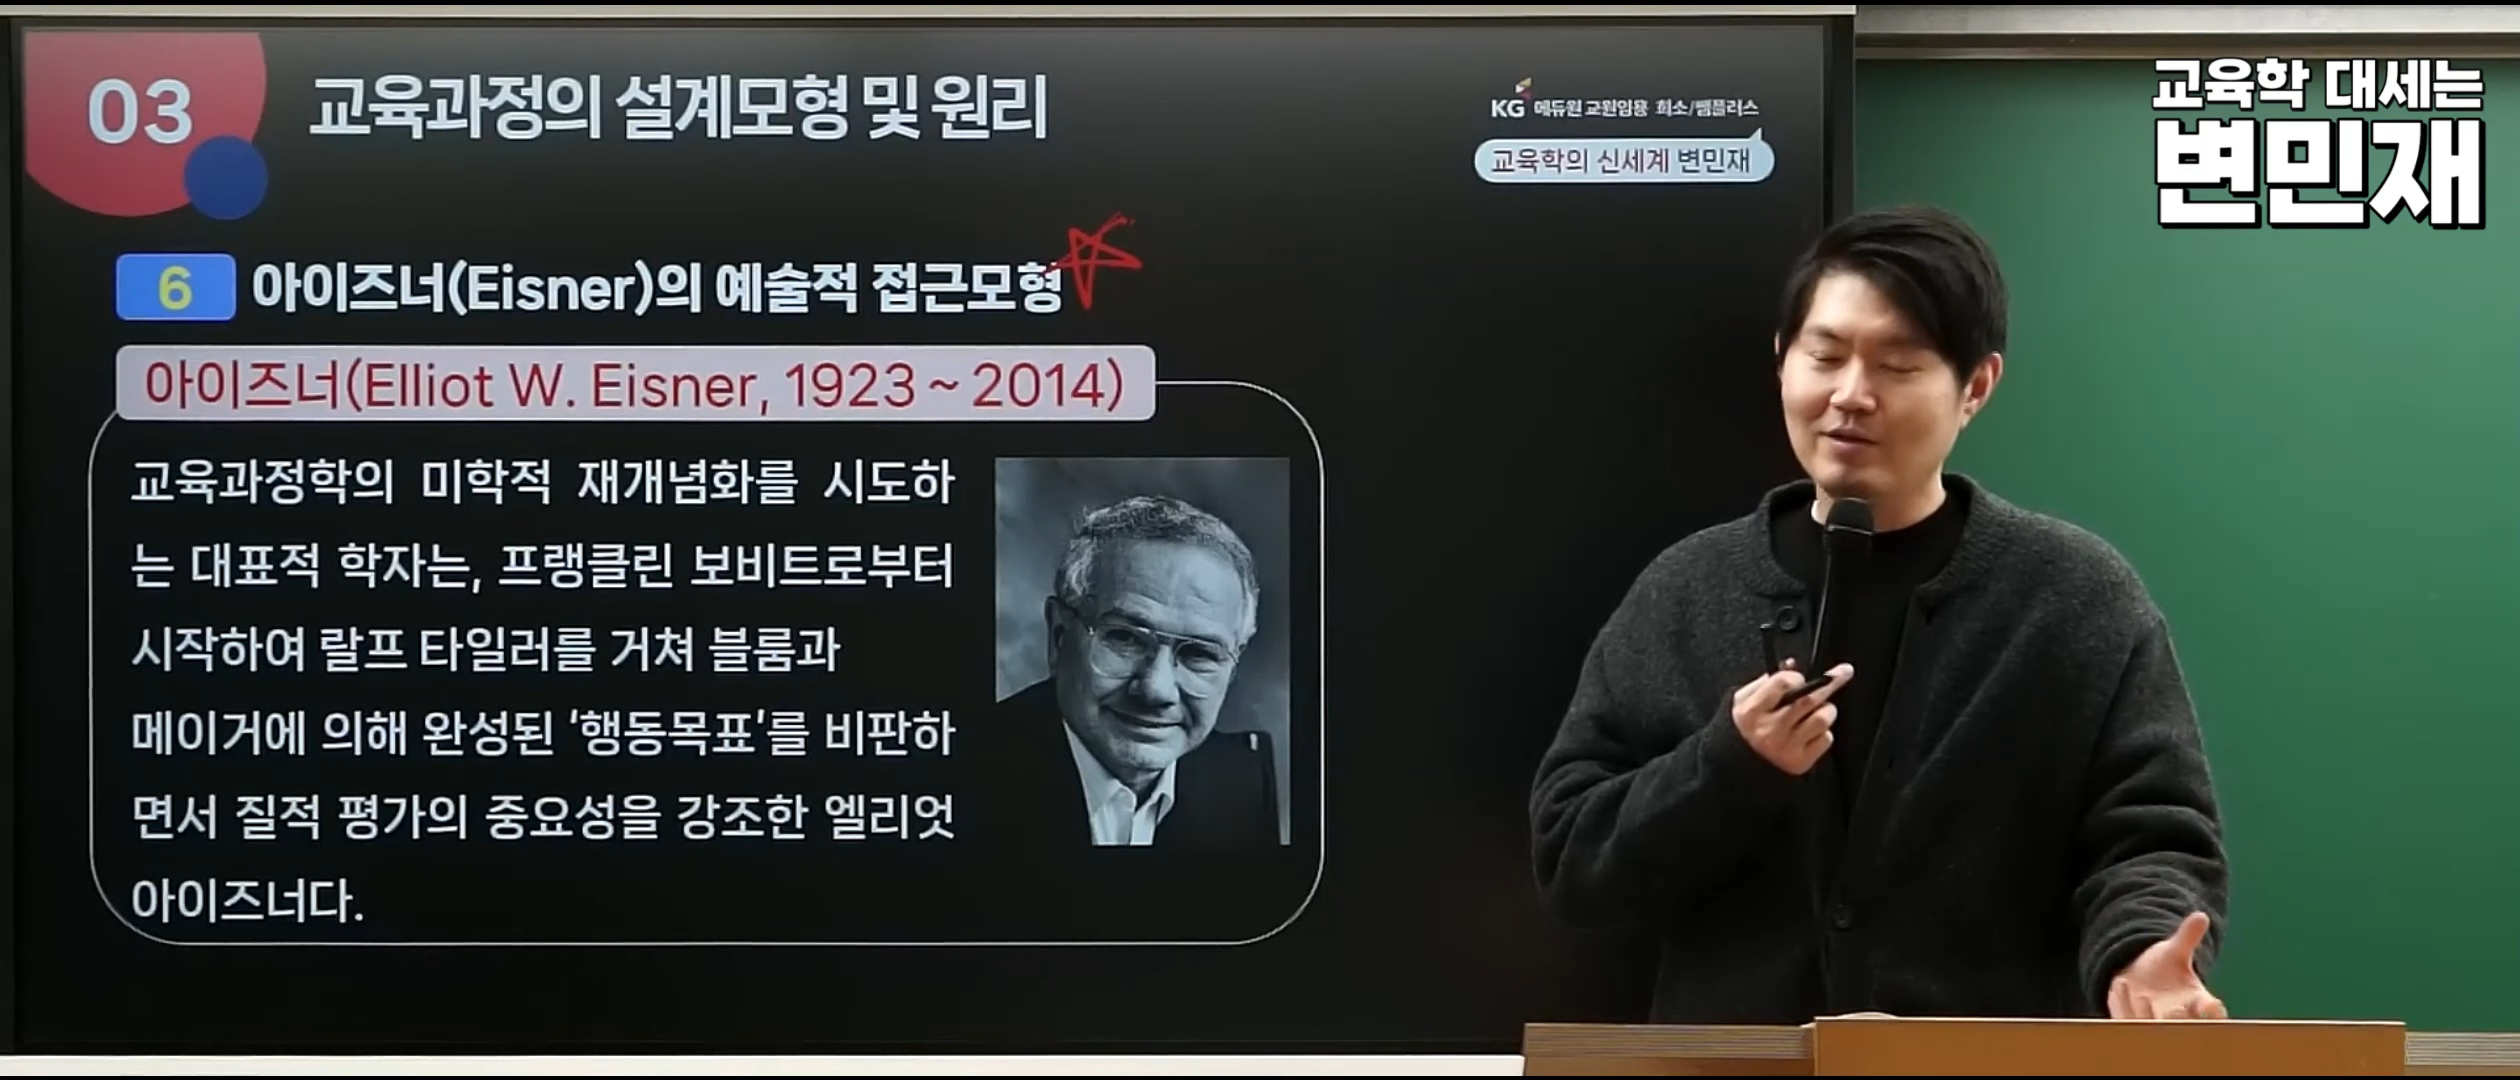 03
교육과정의 설계모형 및 원리
KG 에듀원 교원임용 희소/쌤플러스
교육학의 신세계 변민재
교육학 대세는
변민재
6 아이즈너(Eisner)의 예술적 접근모형
아이즈너(Elliot W. Eisner, 1923~2014)
교육과정학의 미학적 재개념화를 시도하
는 대표적 학자는, 프랭클린 보비트로부터
시작하여 랄프 타일러를 거쳐 블룸과
메이거에 의해 완성된 '행동목표'를 비판하
면서 질적 평가의 중요성을 강조한 엘리엇
아이즈너다.